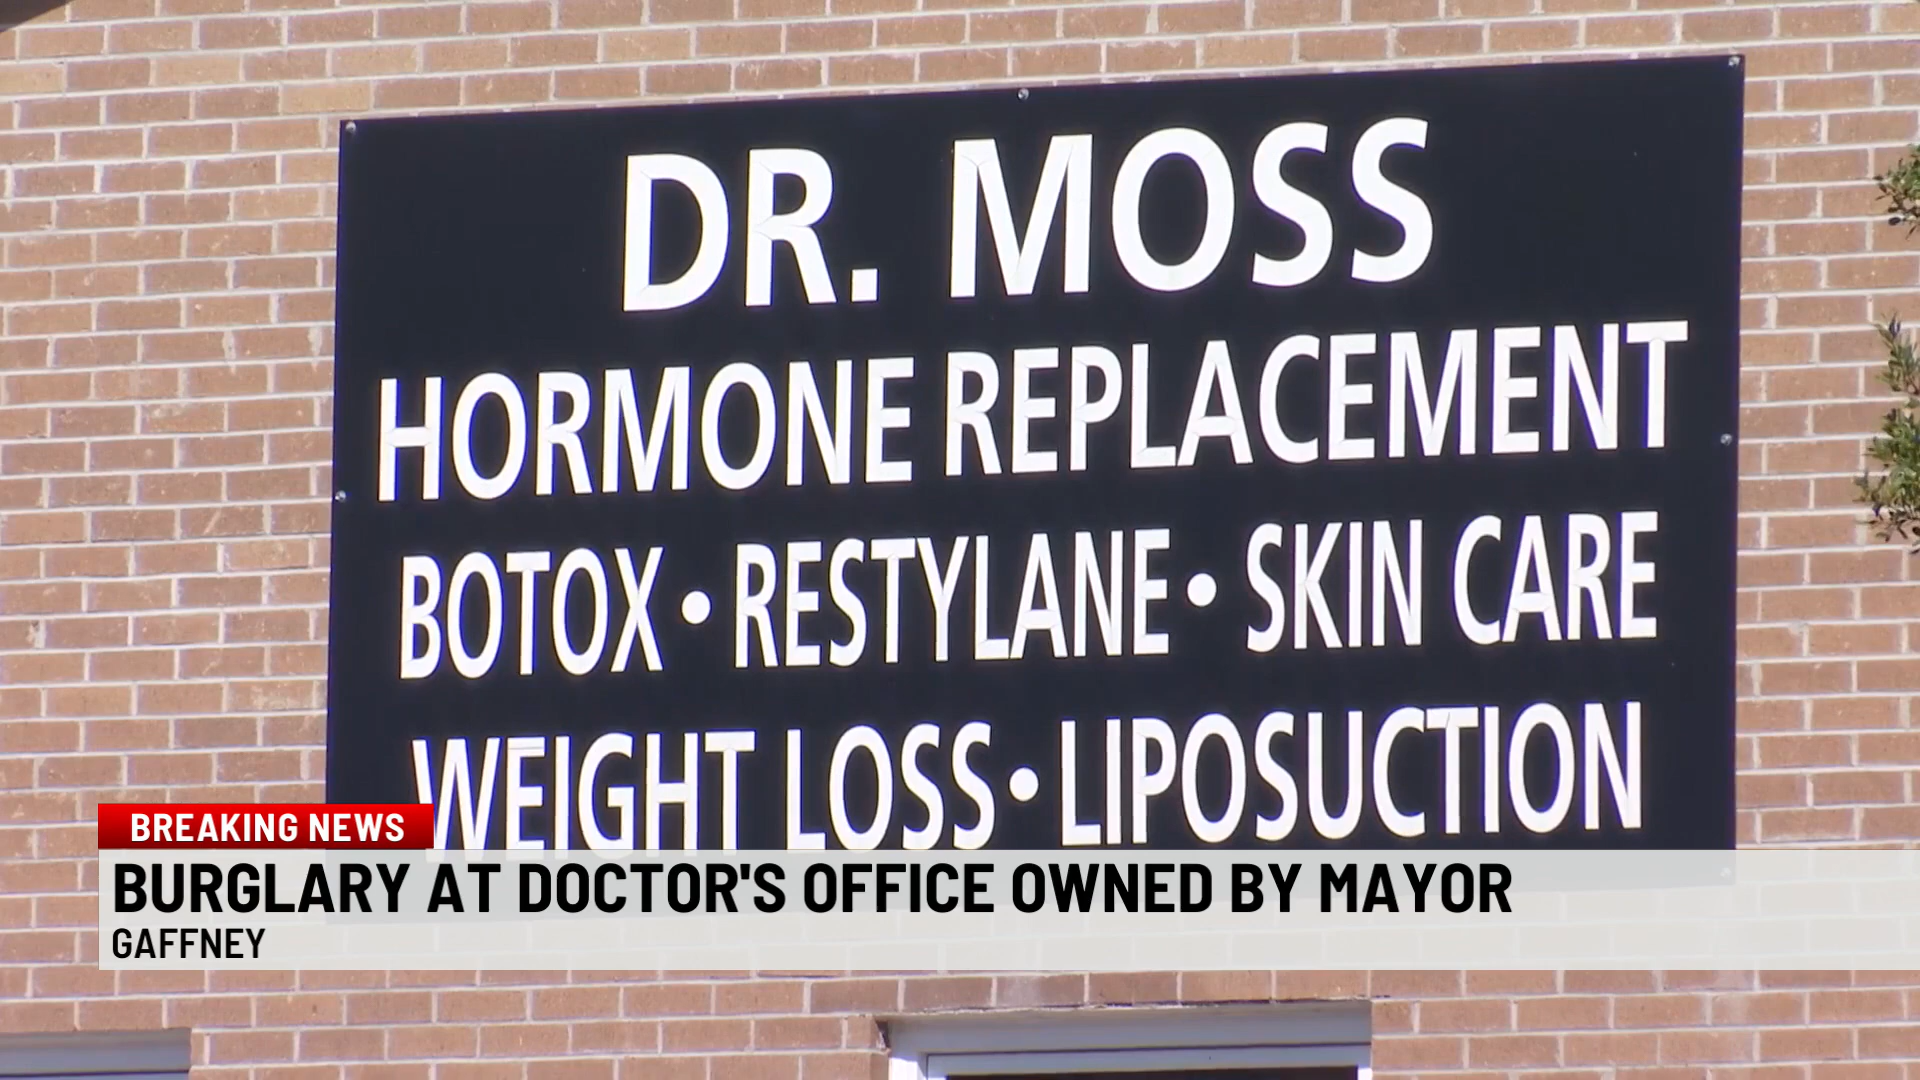 DR. MOSS
HORMONE REPLACEMENT
BOTOX • RESTYLANE • SKIN CARE
WEIGHT LOSS • LIPOSUCTION
BREAKING NEWS
BURGLARY AT DOCTOR'S OFFICE OWNED BY MAYOR
GAFFNEY